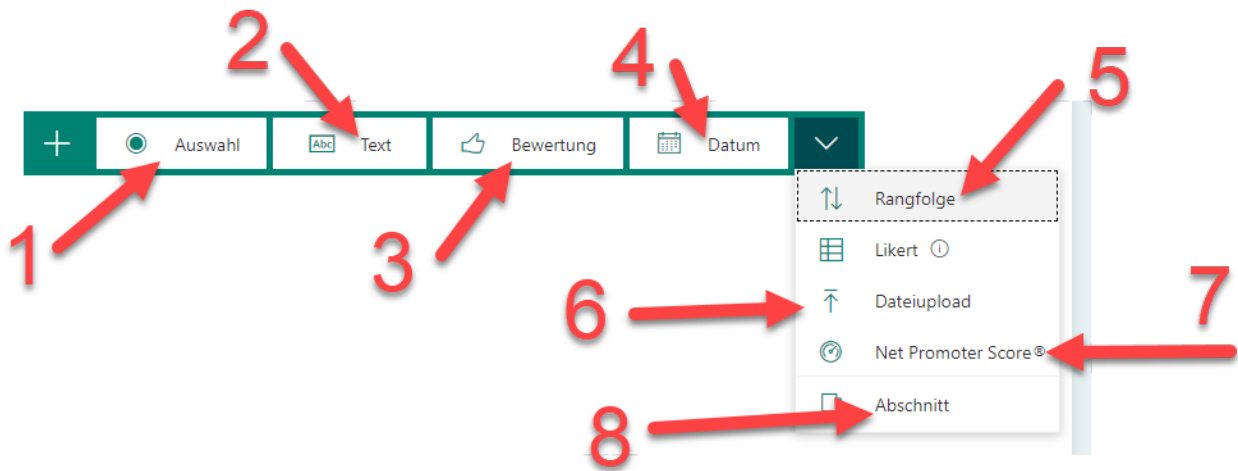 2
4
5
Auswahl
Abc
Text
Bewertung
Datum
1
3
Rangfolge
Likert
6
Dateiupload
7
Net Promoter Score®
8
Abschnitt